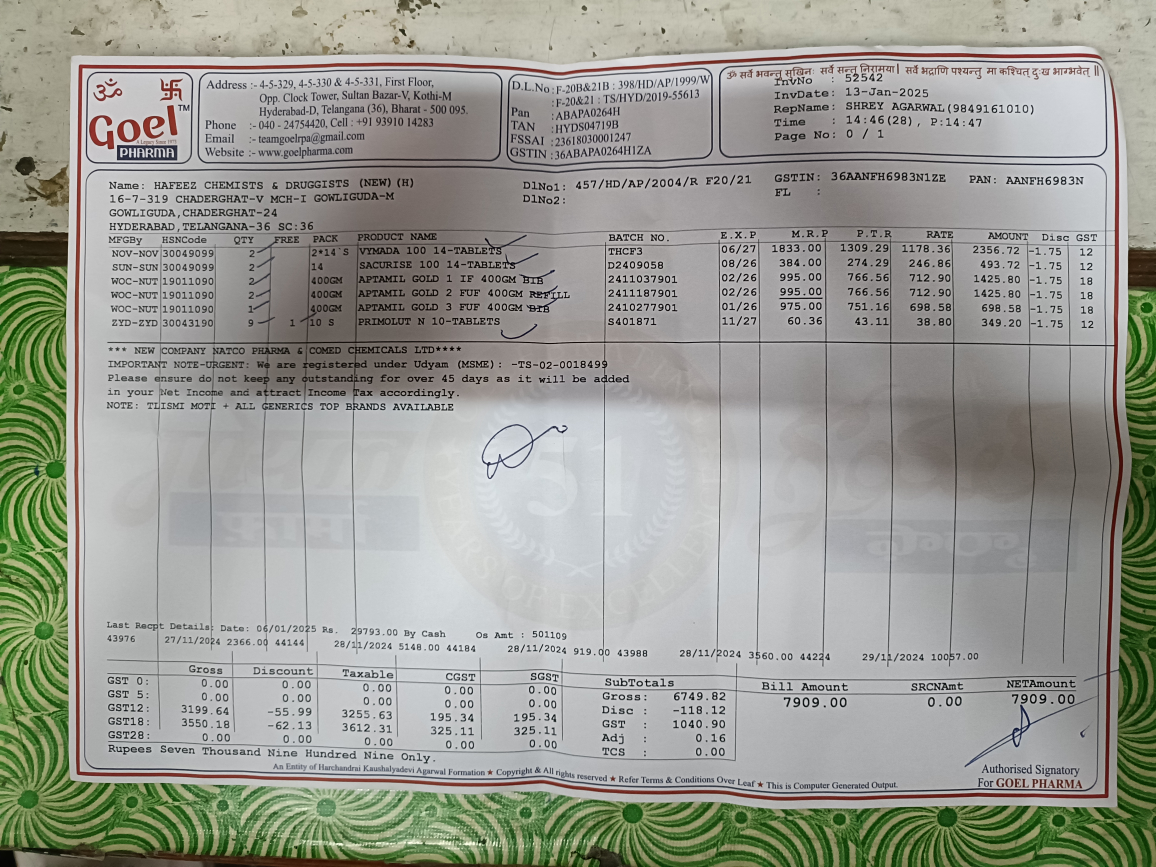 ॐ 卐
Goel™
A Legacy Since 1971
PHARMA
Address :- 4-5-329, 4-5-330 & 4-5-331, First Floor,
Opp. Clock Tower, Sultan Bazar-V, Kothi-M
Hyderabad-D, Telangana (36), Bharat - 500 095.
Phone :- 040 - 24754420, Cell : +91 93910 14283
Email :- teamgoelrpa@gmail.com
Website :- www.goelpharma.com
D.L.No : F-20B&21B : 398/HD/AP/1999/W
: F-20&21 : TS/HYD/2019-55613
Pan : ABAPA0264H
TAN : HYDS04719B
FSSAI : 23618030001247
GSTIN : 36ABAPA0264H1ZA
ॐ सर्वे भवन्तु सुखिनः सर्वे सन्तु निरामया। सर्वे भद्राणि पश्यन्तु मा कश्चित् दुःख भाग्भवेत् ॥
InvNo : 52542
InvDate: 13-Jan-2025
RepName: SHREY AGARWAL(9849161010)
Time : 14:46(28), P:14:47
Page No: 0 / 1
Name: HAFEEZ CHEMISTS & DRUGGISTS (NEW)(H)
16-7-319 CHADERGHAT-V MCH-I GOWLIGUDA-M
GOWLIGUDA,CHADERGHAT-24
HYDERABAD,TELANGANA-36 SC:36
DlNo1: 457/HD/AP/2004/R F20/21
DlNo2:
GSTIN: 36AANFH6983N1ZE PAN: AANFH6983N
FL :
MFGBy HSNCode QTY FREE PACK PRODUCT NAME BATCH NO. E.X.P M.R.P P.T.R RATE AMOUNT Disc GST
NOV-NOV 30049099 2 2*14`S VYMADA 100 14-TABLETS THCF3 06/27 1833.00 1309.29 1178.36 2356.72 -1.75 12
SUN-SUN 30049099 2 14 SACURISE 100 14-TABLETS D2409058 08/26 384.00 274.29 246.86 493.72 -1.75 12
WOC-NUT 19011090 2 400GM APTAMIL GOLD 1 IF 400GM BIB 2411037901 02/26 995.00 766.56 712.90 1425.80 -1.75 18
WOC-NUT 19011090 2 400GM APTAMIL GOLD 2 FUF 400GM REFILL 2411187901 02/26 995.00 766.56 712.90 1425.80 -1.75 18
WOC-NUT 19011090 1 400GM APTAMIL GOLD 3 FUF 400GM BIB 2410277901 01/26 975.00 751.16 698.58 698.58 -1.75 18
ZYD-ZYD 30043190 9 1 10 S PRIMOLUT N 10-TABLETS S401871 11/27 60.36 43.11 38.80 349.20 -1.75 12
*** NEW COMPANY NATCO PHARMA & COMED CHEMICALS LTD****
IMPORTANT NOTE-URGENT: We are registered under Udyam (MSME): -TS-02-0018499
Please ensure do not keep any outstanding for over 45 days as it will be added
in your Net Income and attract Income Tax accordingly.
NOTE: TLISMI MOTI + ALL GENERICS TOP BRANDS AVAILABLE
51
YEARS OF EXCELLENCE
फार्मा
Last Recpt Details: Date: 06/01/2025 Rs. 29793.00 By Cash Os Amt : 501109
43976 27/11/2024 2366.00 44144 28/11/2024 5148.00 44184 28/11/2024 919.00 43988 28/11/2024 3560.00 44224 29/11/2024 10057.00
Gross Discount Taxable CGST SGST
GST 0: 0.00 0.00 0.00 0.00 0.00
GST 5: 0.00 0.00 0.00 0.00 0.00
GST12: 3199.64 -55.99 3255.63 195.34 195.34
GST18: 3550.18 -62.13 3612.31 325.11 325.11
GST28: 0.00 0.00 0.00 0.00 0.00
Rupees Seven Thousand Nine Hundred Nine Only.
SubTotals
Gross: 6749.82
Disc : -118.12
GST : 1040.90
Adj : 0.16
TCS : 0.00
Bill Amount SRCNAmt NETAmount
7909.00 0.00 7909.00
Authorised Signatory
For GOEL PHARMA
An Entity of Harchandrai Kaushalyadevi Agarwal Formation ★ Copyright & All rights reserved ★ Refer Terms & Conditions Over Leaf ★ This is Computer Generated Output.